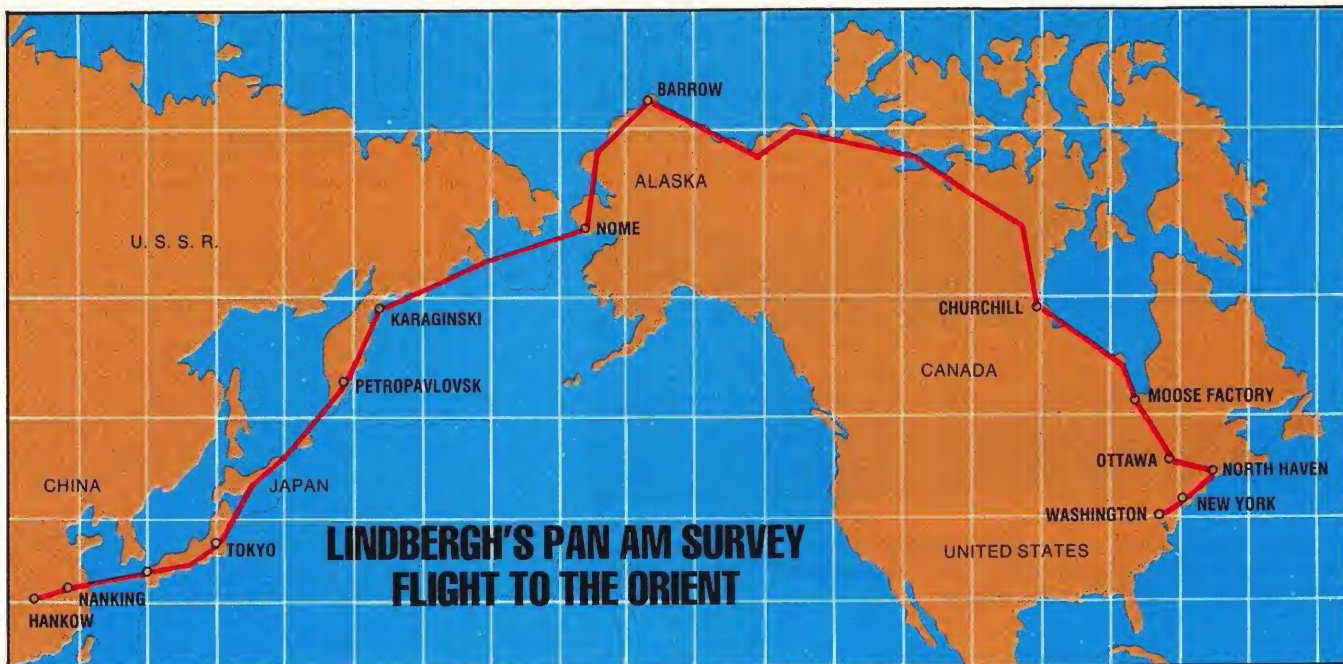 BARROW
ALASKA
NOME
U. S. S. R.
KARAGINSKI
CHURCHILL
CANADA
PETROPAVLOVSK
MOOSE FACTORY
OTTAWA
NORTH HAVEN
CHINA
JAPAN
NEW YORK
WASHINGTON
TOKYO
UNITED STATES
LINDBERGH'S PAN AM SURVEY
FLIGHT TO THE ORIENT
NANKING
HANKOW